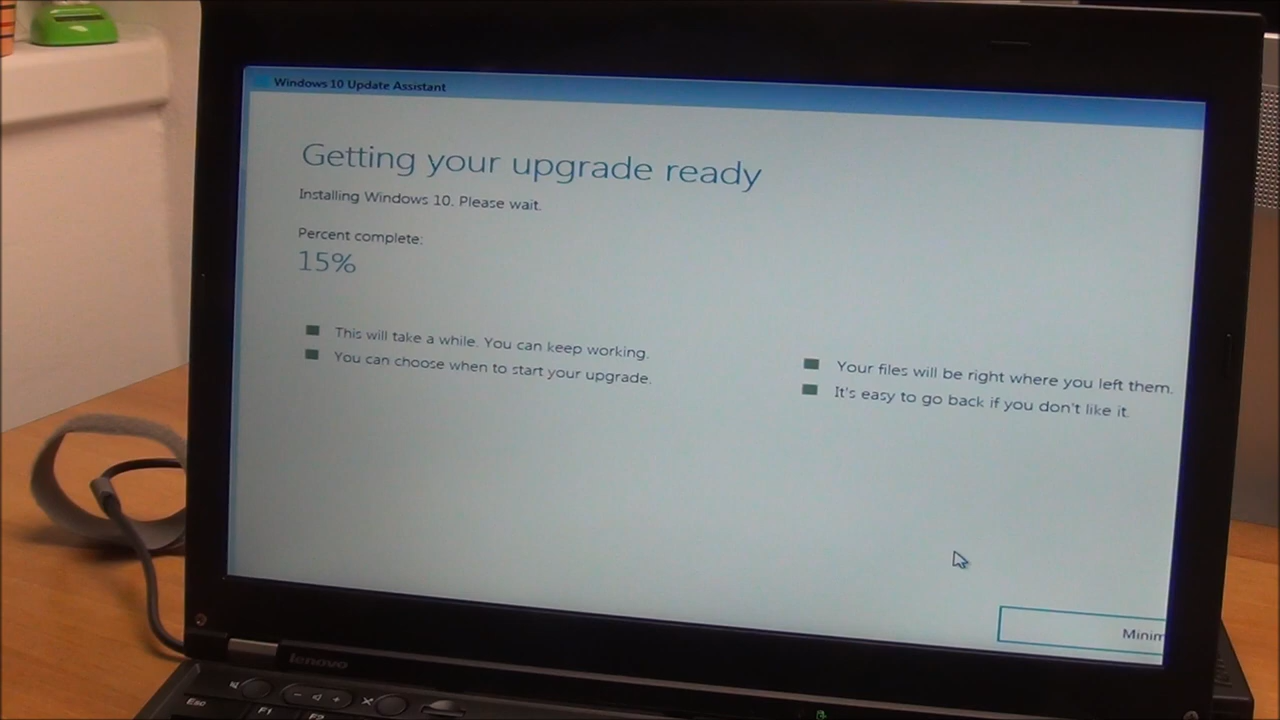 Windows 10 Update Assistant
Getting your upgrade ready
Installing Windows 10. Please wait.
Percent complete:
15%
This will take a while. You can keep working.
You can choose when to start your upgrade.
Your files will be right where you left them.
It's easy to go back if you don't like it.
Minim
lenovo
Esc
F1
F2